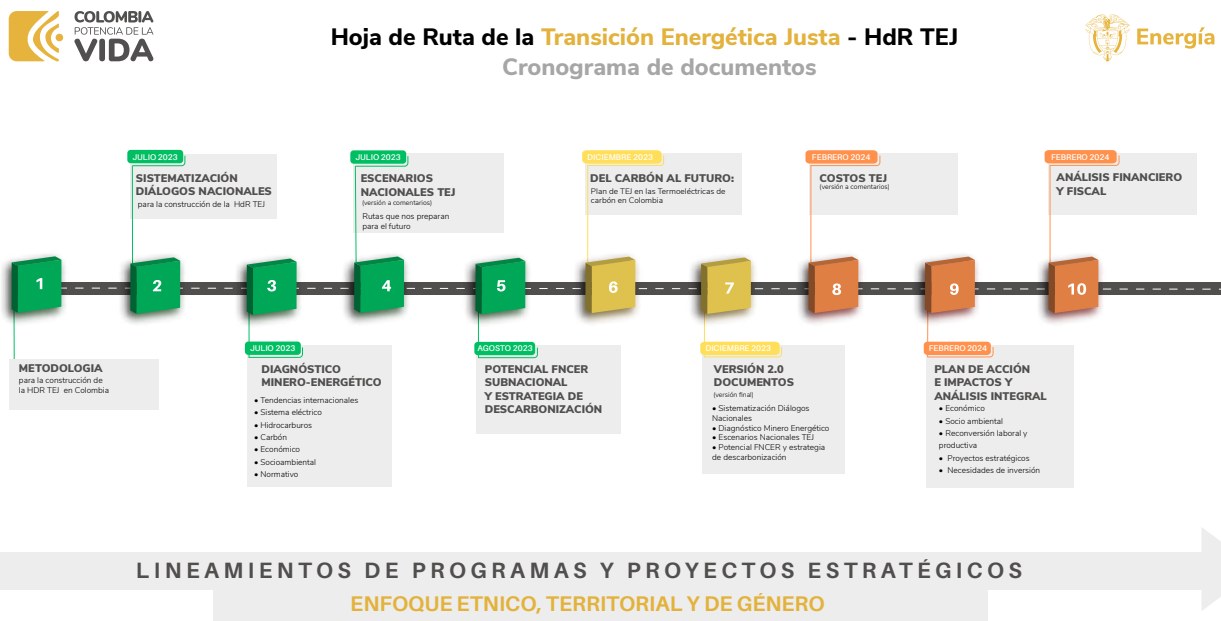 COLOMBIA
POTENCIA DE LA
VIDA
Hoja de Ruta de la Transición Energética Justa - HdR TEJ
Cronograma de documentos
Energía
1
METODOLOGIA
para la construcción de
la HDR TEJ en Colombia
JULIO 2023
SISTEMATIZACIÓN
DIÁLOGOS NACIONALES
para la construcción de la HdR TEJ
2
3
JULIO 2023
DIAGNÓSTICO
MINERO-ENERGÉTICO
• Tendencias internacionales
• Sistema eléctrico
• Hidrocarburos
• Carbón
• Económico
• Socioambiental
• Normativo
JULIO 2023
ESCENARIOS
NACIONALES TEJ
(versión a comentarios)
Rutas que nos preparan
para el futuro
4
5
AGOSTO 2023
POTENCIAL FNCER
SUBNACIONAL
Y ESTRATEGIA DE
DESCARBONIZACIÓN
DICIEMBRE 2023
DEL CARBÓN AL FUTURO:
Plan de TEJ en las Termoeléctricas de
carbón en Colombia
6
7
DICIEMBRE 2023
VERSIÓN 2.0
DOCUMENTOS
(versión final)
• Sistematización Diálogos
Nacionales
• Diagnóstico Minero Energético
• Escenarios Nacionales TEJ
• Potencial FNCER y estrategia
de descarbonización
FEBRERO 2024
COSTOS TEJ
(versión a comentarios)
8
9
FEBRERO 2024
PLAN DE ACCIÓN
E IMPACTOS Y
ANÁLISIS INTEGRAL
• Económico
• Socio ambiental
• Reconversión laboral y
productiva
• Proyectos estratégicos
• Necesidades de inversión
FEBRERO 2024
ANÁLISIS FINANCIERO
Y FISCAL
10
LINEAMIENTOS DE PROGRAMAS Y PROYECTOS ESTRATÉGICOS
ENFOQUE ETNICO, TERRITORIAL Y DE GÉNERO